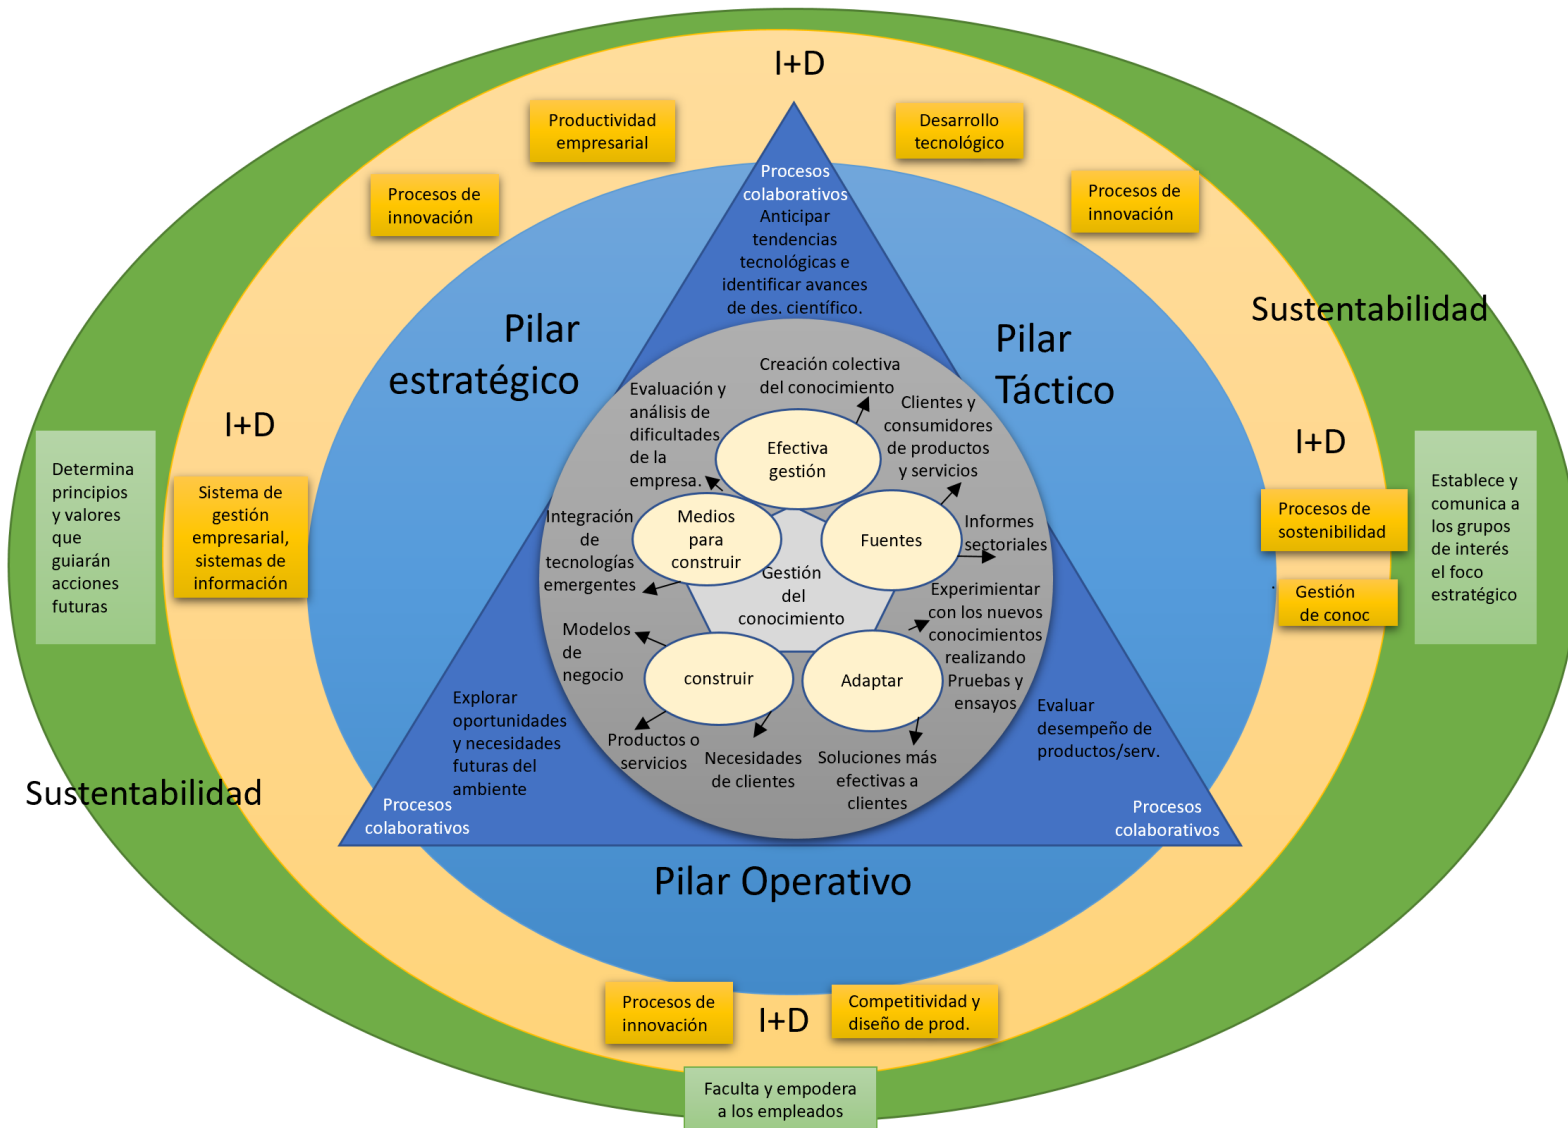 I+D
Productividad
empresarial
Desarrollo
tecnológico
Procesos de
innovación
Procesos de
innovación
Procesos
colaborativos
Anticipar
tendencias
tecnológicas e
identificar avances
de des. científico.
Sustentabilidad
Pilar
estratégico
Pilar
Táctico
Creación colectiva
del conocimiento
Evaluación y
análisis de
dificultades
de la
empresa.
Clientes y
consumidores
de productos
y servicios
Efectiva
gestión
I+D
I+D
Determina
principios
y valores
que
guiarán
acciones
futuras
Sistema de
gestión
empresarial,
sistemas de
información
Integración
de
tecnologías
emergentes
Medios
para
construir
Fuentes
Informes
sectoriales
Procesos de
sostenibilidad
Gestión
de conoc
Establece y
comunica a
los grupos
de interés
el foco
estratégico
Gestión
del
conocimiento
Experimientar
con los nuevos
conocimientos
realizando
Pruebas y
ensayos
Modelos
de
negocio
construir
Adaptar
Explorar
oportunidades
y necesidades
futuras del
ambiente
Evaluar
desempeño de
productos/serv.
Productos o
servicios
Necesidades
de clientes
Soluciones más
efectivas a
clientes
Sustentabilidad
Procesos
colaborativos
Procesos
colaborativos
Pilar Operativo
Procesos de
innovación
I+D
Competitividad y
diseño de prod.
Faculta y empodera
a los empleados